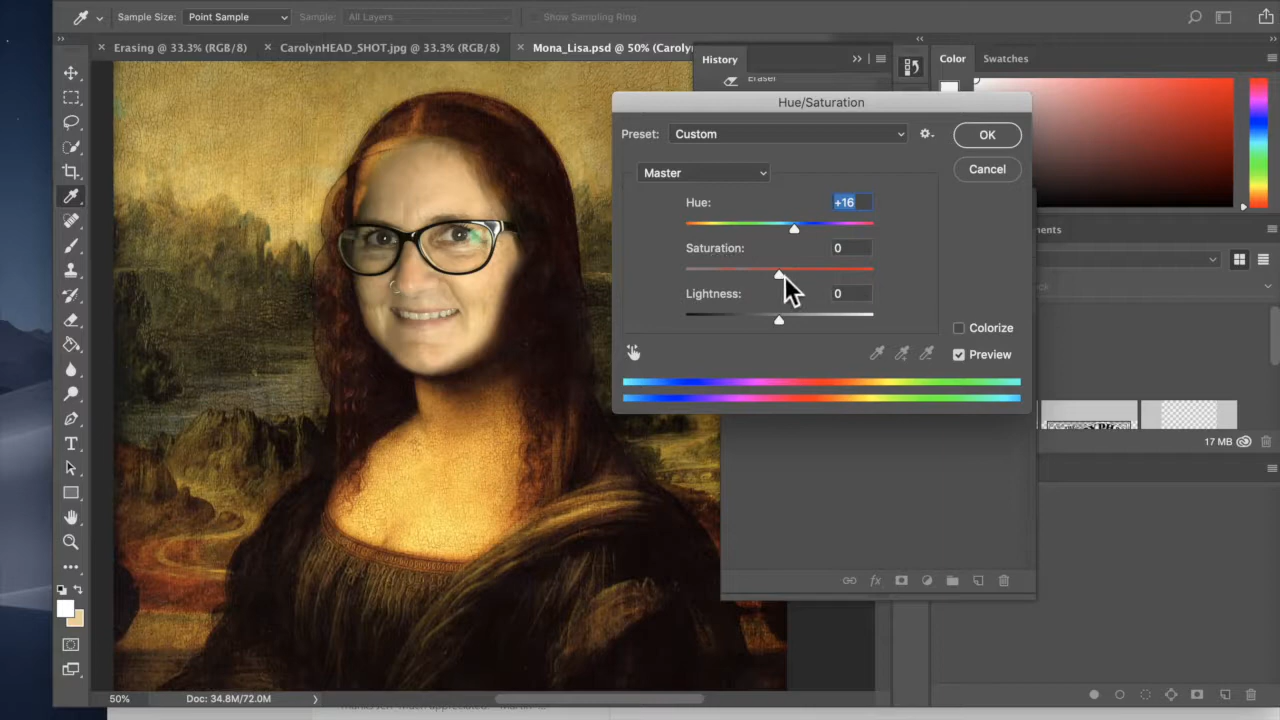 Sample Size: Point Sample Sample: All Layers Show Sampling Ring
Erasing @ 33.3% (RGB/8) CarolynHEAD_SHOT.jpg @ 33.3% (RGB/8) Mona_Lisa.psd @ 50% (Caroly
History
Eraser
Color Swatches
Hue/Saturation
Preset: Custom
OK
Master
Cancel
Hue: +16
Saturation: 0
Lightness: 0
Colorize
Preview
ments
17 MB
50% Doc: 34.8M/72.0M